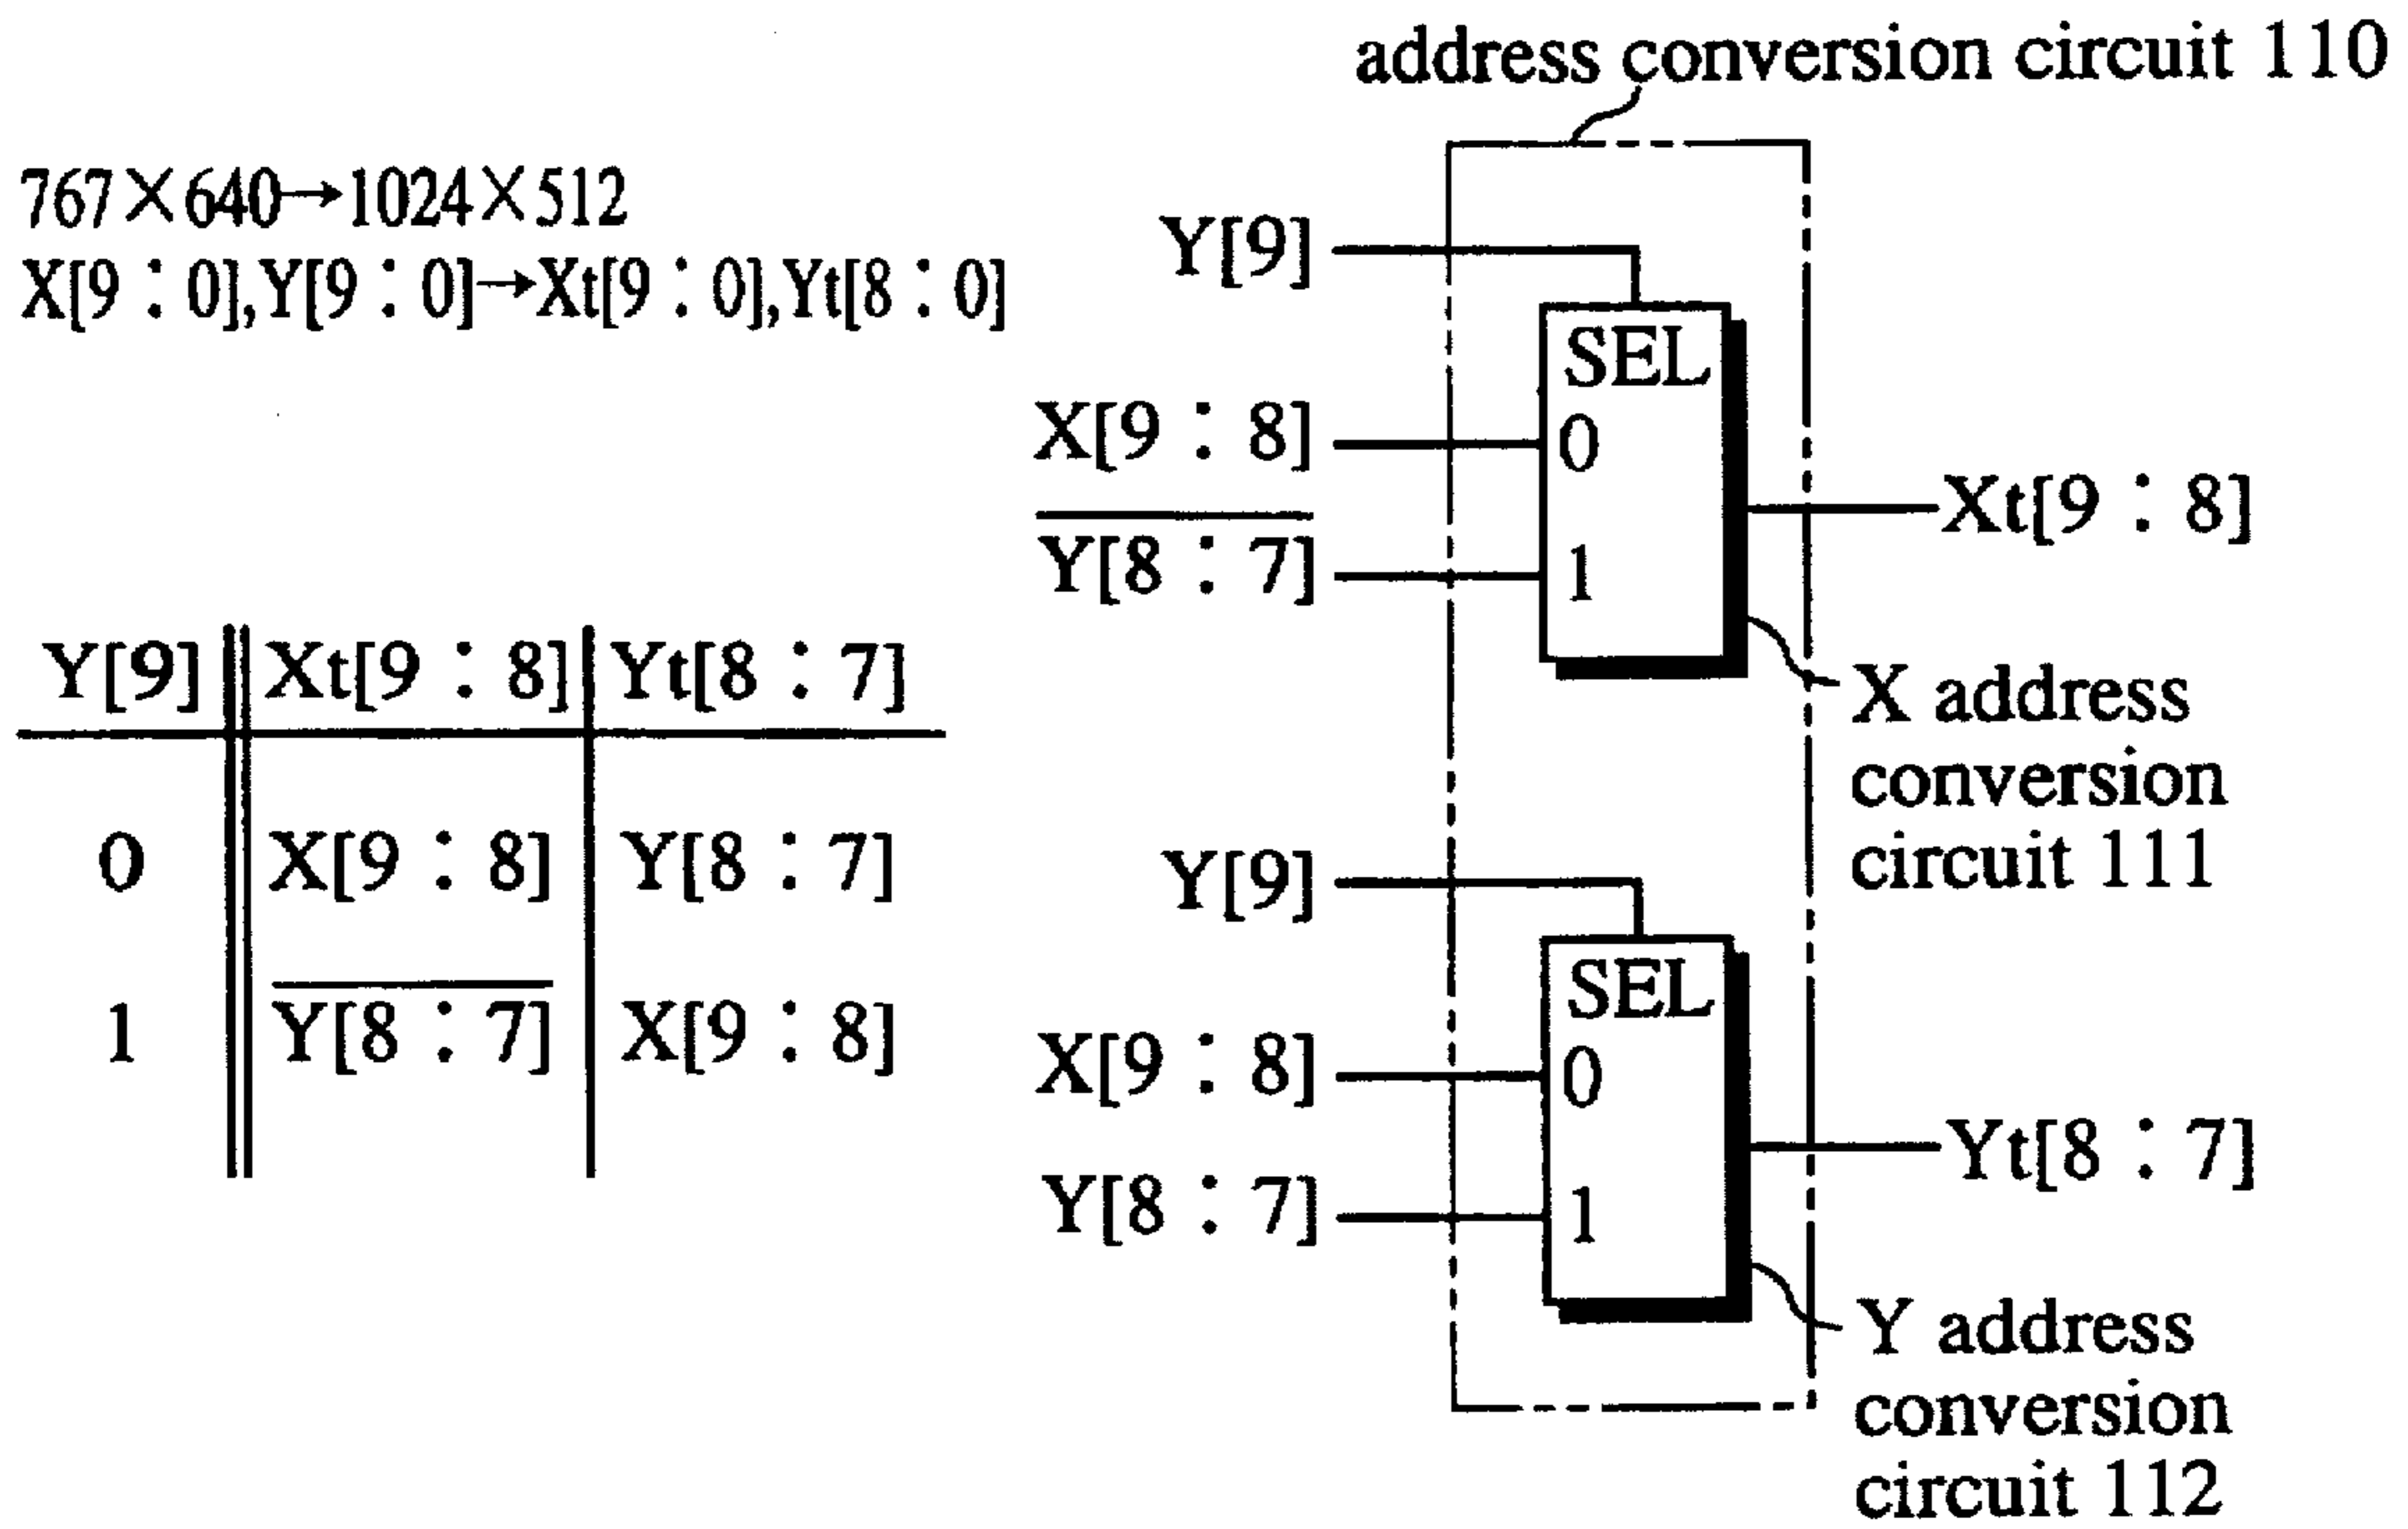 address conversion circuit 110
767×640→1024×512
X[9 : 0],Y[9 : 0]→Xt[9 : 0],Yt[8 : 0]
Y[9]
SEL
X[9 : 8]
0
Y̅[̅8̅ ̅:̅ ̅7̅]̅
1
Xt[9 : 8]
X address
conversion
circuit 111
Y[9] Xt[9 : 8] Yt[8 : 7]
0 X[9 : 8] Y[8 : 7]
1 Y̅[̅8̅ ̅:̅ ̅7̅]̅ X[9 : 8]
Y[9]
SEL
X[9 : 8]
0
Y[8 : 7]
1
Yt[8 : 7]
Y address
conversion
circuit 112